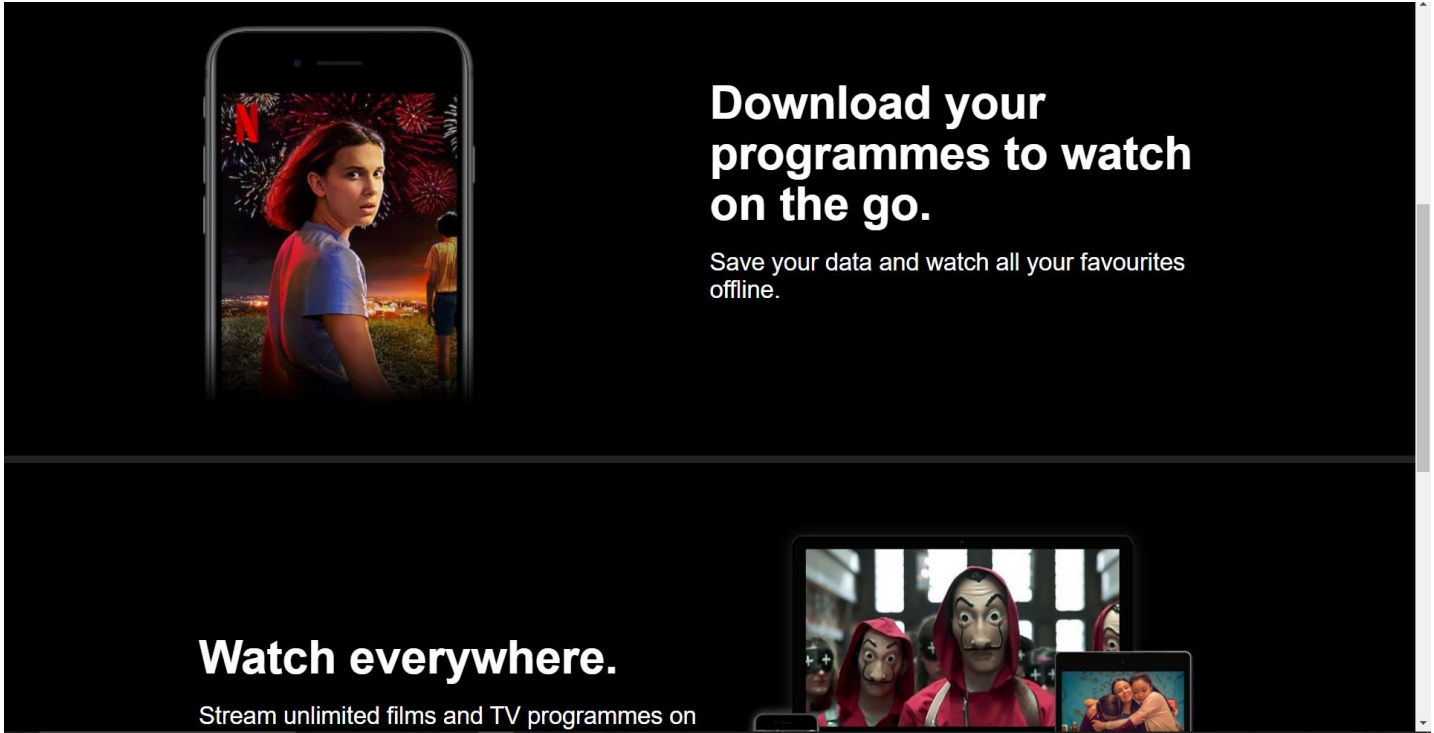 N
Download your
programmes to watch
on the go.
Save your data and watch all your favourites
offline.
Watch everywhere.
Stream unlimited films and TV programmes on